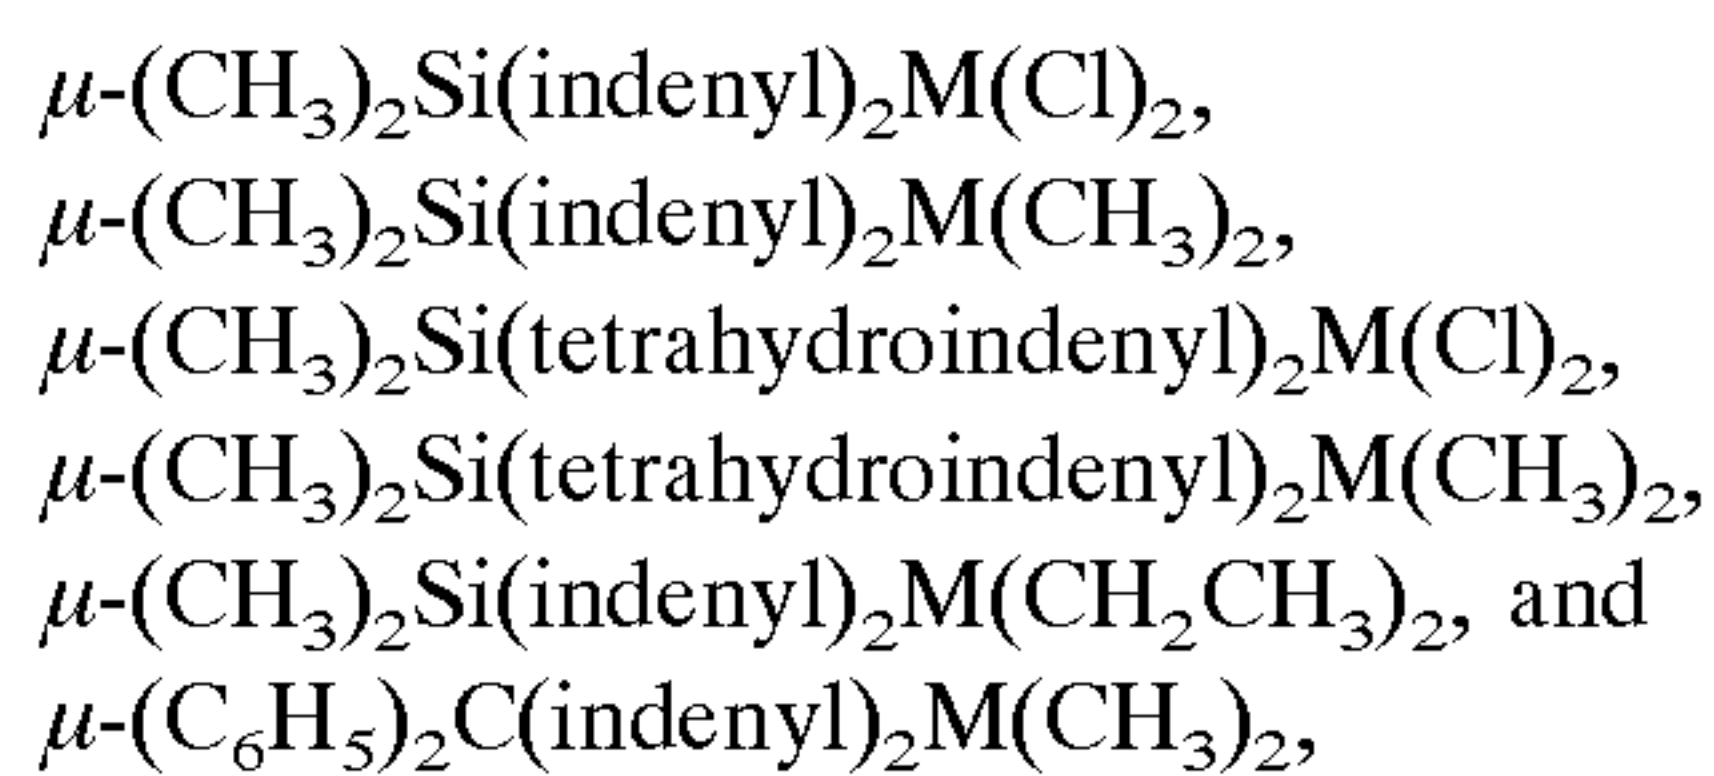 μ-(CH₃)₂Si(indenyl)₂M(Cl)₂,
μ-(CH₃)₂Si(indenyl)₂M(CH₃)₂,
μ-(CH₃)₂Si(tetrahydroindenyl)₂M(Cl)₂,
μ-(CH₃)₂Si(tetrahydroindenyl)₂M(CH₃)₂,
μ-(CH₃)₂Si(indenyl)₂M(CH₂CH₃)₂, and
μ-(C₆H₅)₂C(indenyl)₂M(CH₃)₂,